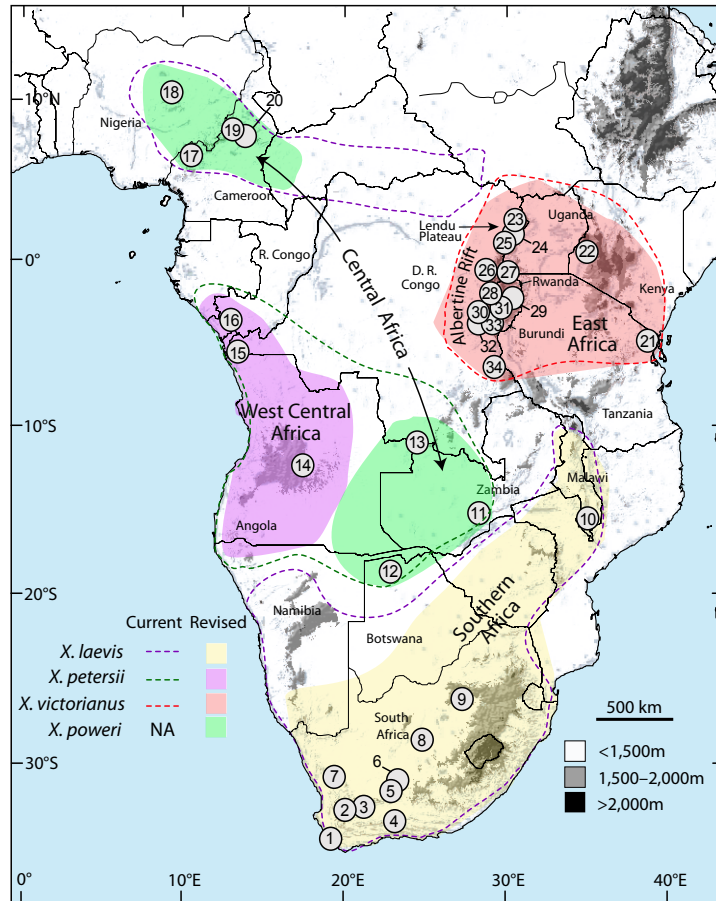 10°N
0°
10°S
20°S
30°S
0°
10°E
20°E
30°E
40°E
Nigeria
Cameroon
R. Congo
D. R.
Congo
Lendu
Plateau
Uganda
Kenya
Rwanda
Burundi
Tanzania
Albertine Rift
East
Africa
Central Africa
West Central
Africa
Angola
Zambia
Malawi
Namibia
Botswana
Southern
Africa
South
Africa
18
19
20
17
23
24
25
22
26
27
28
29
30
31
32
33
34
21
16
15
14
13
11
12
10
9
8
7
6
5
4
3
2
1
Current Revised
X. laevis
X. petersii
X. victorianus
X. poweri NA
500 km
<1,500m
1,500–2,000m
>2,000m